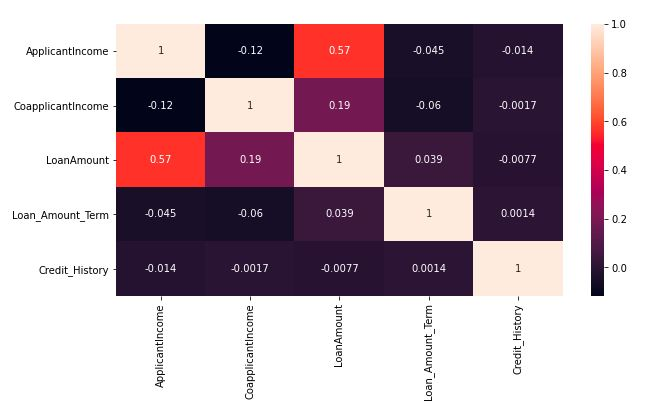 ApplicantIncome 1 -0.12 0.57 -0.045 -0.014
CoapplicantIncome -0.12 1 0.19 -0.06 -0.0017
LoanAmount 0.57 0.19 1 0.039 -0.0077
Loan_Amount_Term -0.045 -0.06 0.039 1 0.0014
Credit_History -0.014 -0.0017 -0.0077 0.0014 1
ApplicantIncome
CoapplicantIncome
LoanAmount
Loan_Amount_Term
Credit_History
1.0
0.8
0.6
0.4
0.2
0.0